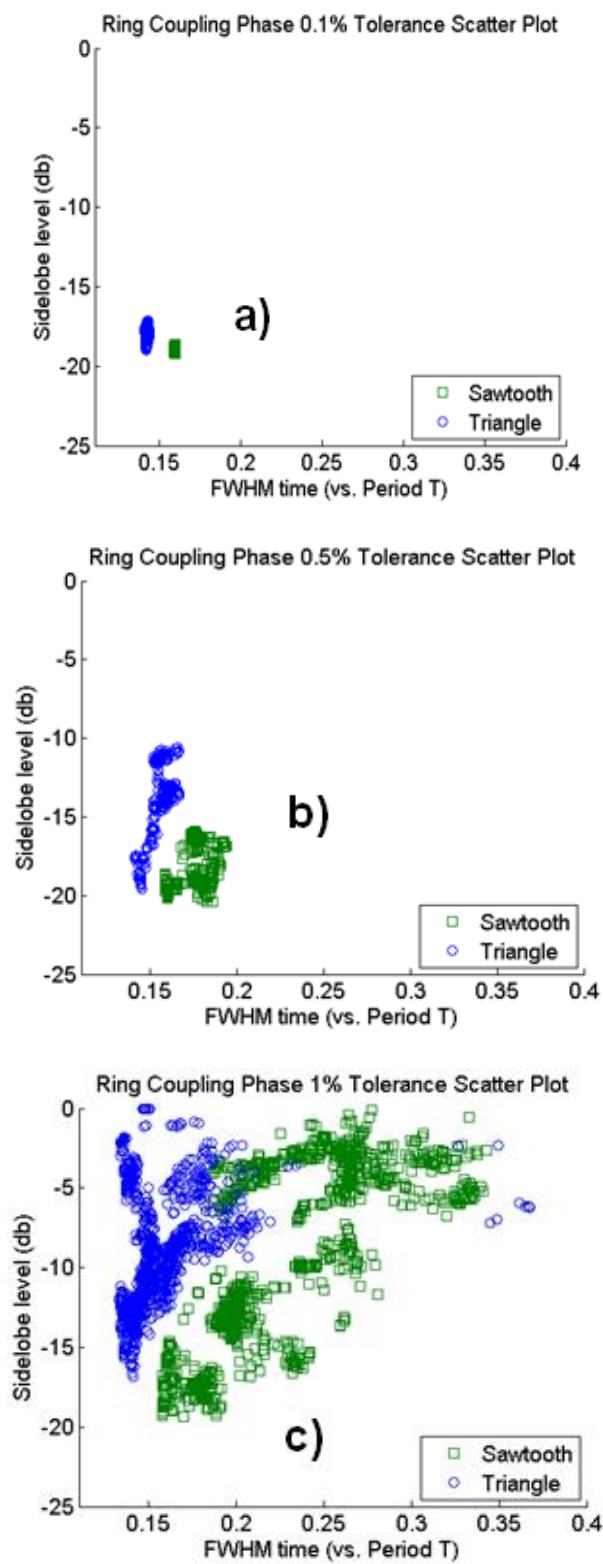 Ring Coupling Phase 0.1% Tolerance Scatter Plot
0
-5
-10
-15
-20
-25
Sidelobe level (db)
a)
Sawtooth
Triangle
0.15 0.2 0.25 0.3 0.35 0.4
FWHM time (vs. Period T)
Ring Coupling Phase 0.5% Tolerance Scatter Plot
0
-5
-10
-15
-20
-25
Sidelobe level (db)
b)
Sawtooth
Triangle
0.15 0.2 0.25 0.3 0.35 0.4
FWHM time (vs. Period T)
Ring Coupling Phase 1% Tolerance Scatter Plot
0
-5
-10
-15
-20
-25
Sidelobe level (db)
c)
Sawtooth
Triangle
0.15 0.2 0.25 0.3 0.35 0.4
FWHM time (vs. Period T)